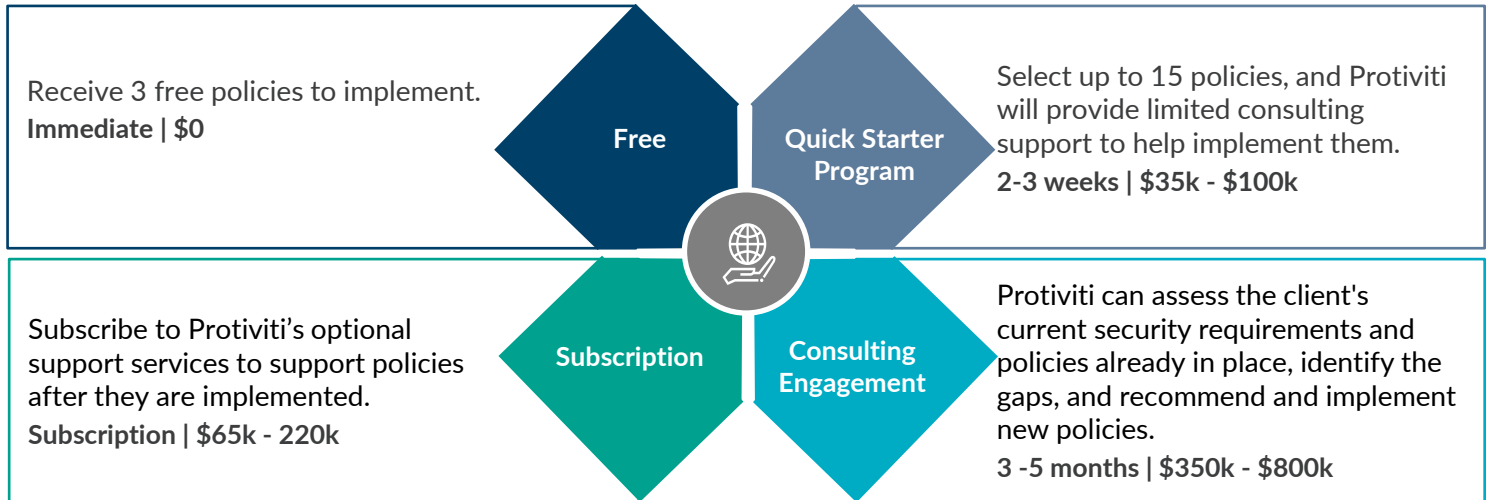 Receive 3 free policies to implement.
Immediate | $0
Free
Quick Starter
Program
Select up to 15 policies, and Protiviti
will provide limited consulting
support to help implement them.
2-3 weeks | $35k - $100k
Subscribe to Protiviti’s optional
support services to support policies
after they are implemented.
Subscription | $65k - 220k
Subscription
Consulting
Engagement
Protiviti can assess the client's
current security requirements and
policies already in place, identify the
gaps, and recommend and implement
new policies.
3 -5 months | $350k - $800k